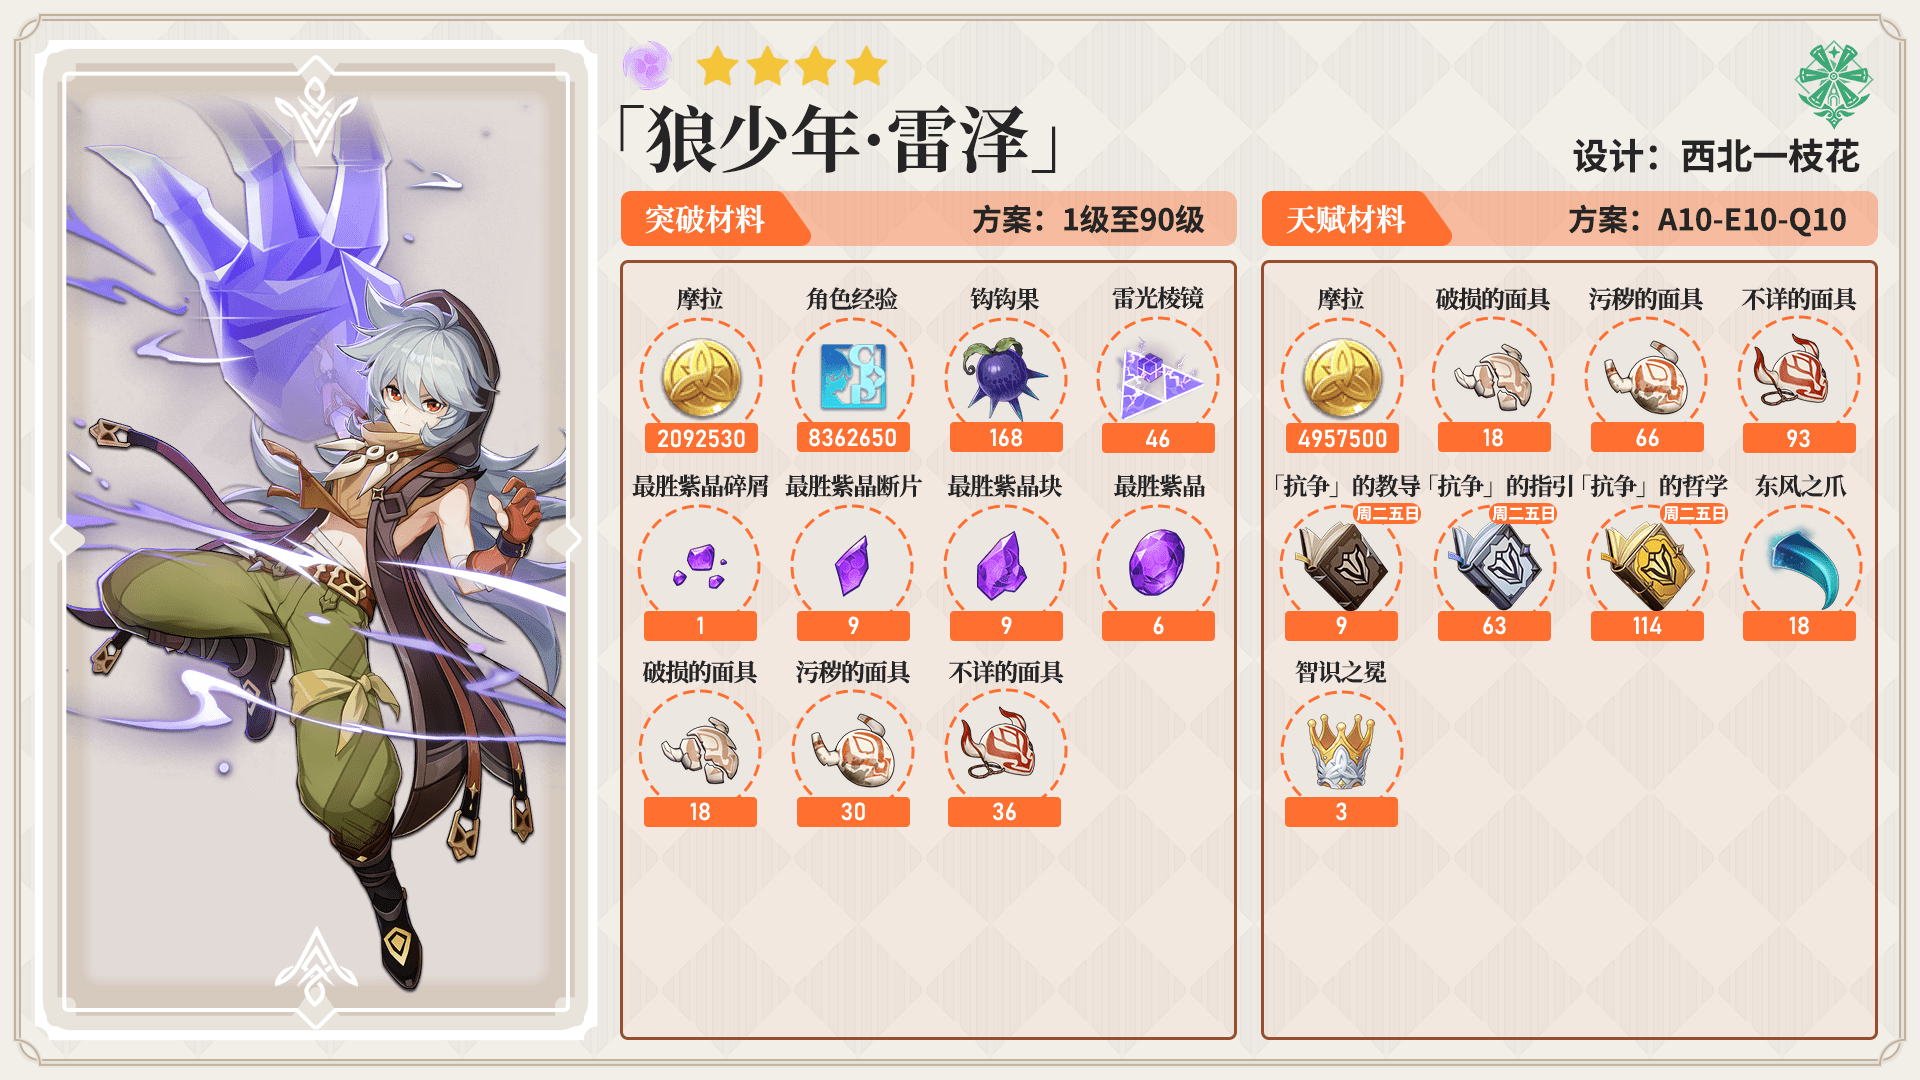 「狼少年·雷泽」
设计：西北一枝花
突破材料 方案：1级至90级
摩拉 角色经验 钩钩果 雷光棱镜
2092530 8362650 168 46
最胜紫晶碎屑 最胜紫晶断片 最胜紫晶块 最胜紫晶
1 9 9 6
破损的面具 污秽的面具 不详的面具
18 30 36
天赋材料 方案：A10-E10-Q10
摩拉 破损的面具 污秽的面具 不详的面具
4957500 18 66 93
「抗争」的教导 「抗争」的指引 「抗争」的哲学 东风之爪
周二五日 周二五日 周二五日
9 63 114 18
智识之冕
3